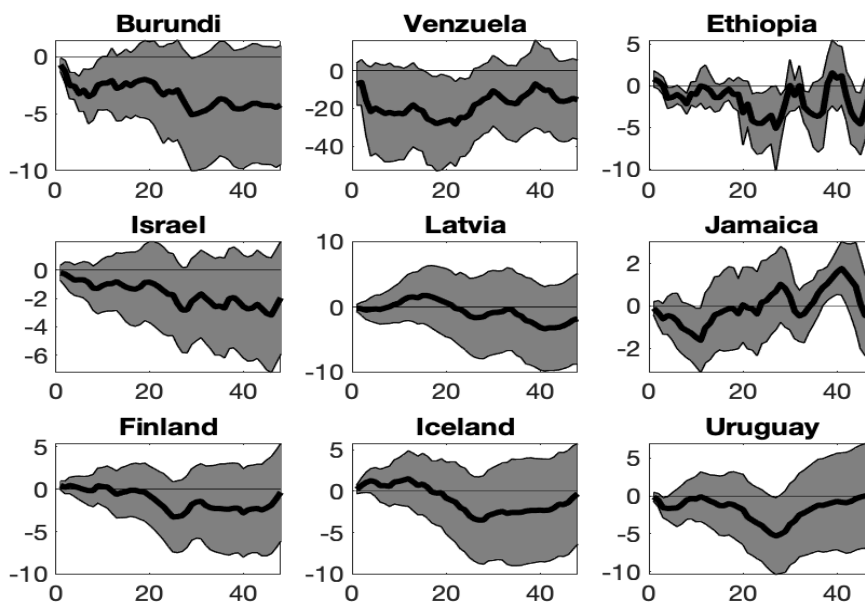 Burundi Venzuela Ethiopia
0 0 5
-5 -20 0
-10 -40 -5
-10
0 20 40 0 20 40 0 20 40
Israel Latvia Jamaica
0 10 2
-2 0 0
-4 -10 -2
-6
0 20 40 0 20 40 0 20 40
Finland Iceland Uruguay
5 5 5
0 0 0
-5 -5 -5
-10 -10 -10
0 20 40 0 20 40 0 20 40